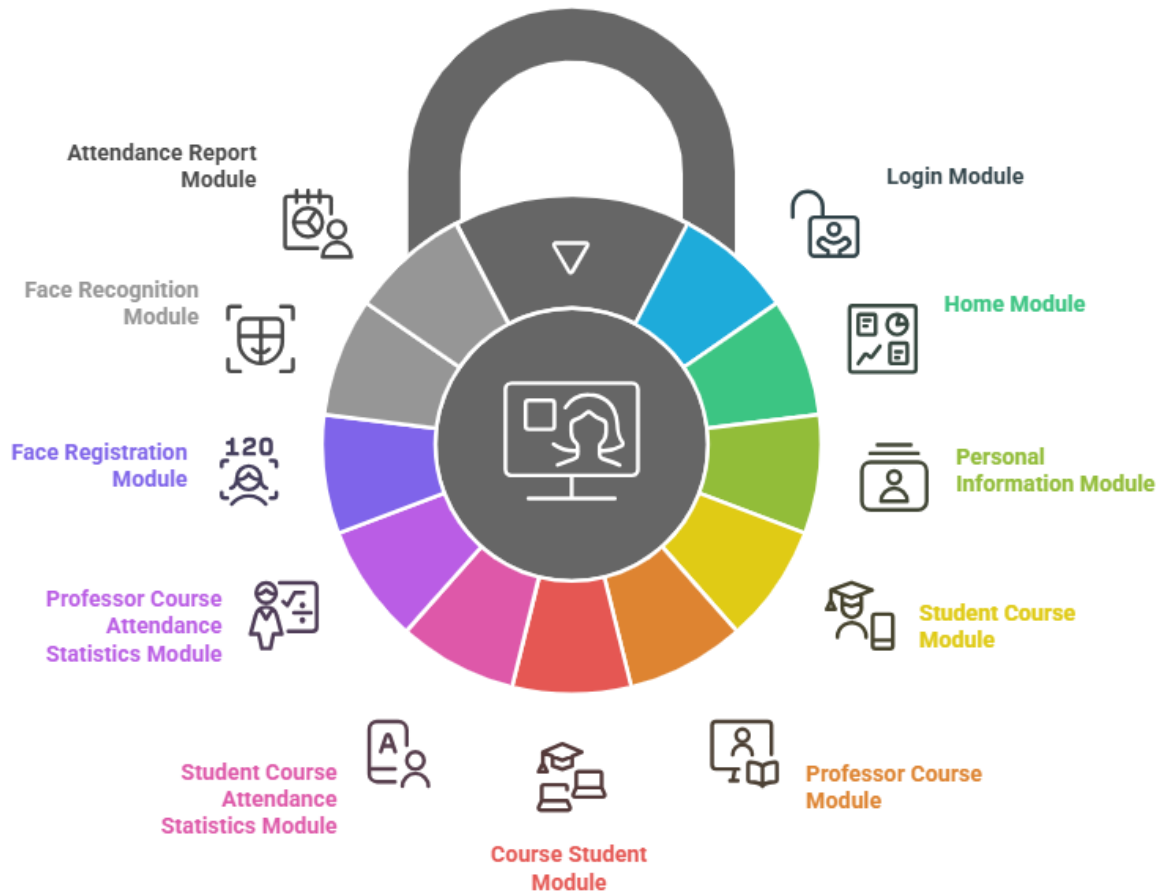 Attendance Report
Module
Login Module
Face Recognition
Module
Home Module
Face Registration
Module
120
Personal
Information Module
Professor Course
Attendance
Statistics Module
Student Course
Module
A
Student Course
Attendance
Statistics Module
Professor Course
Module
Course Student
Module